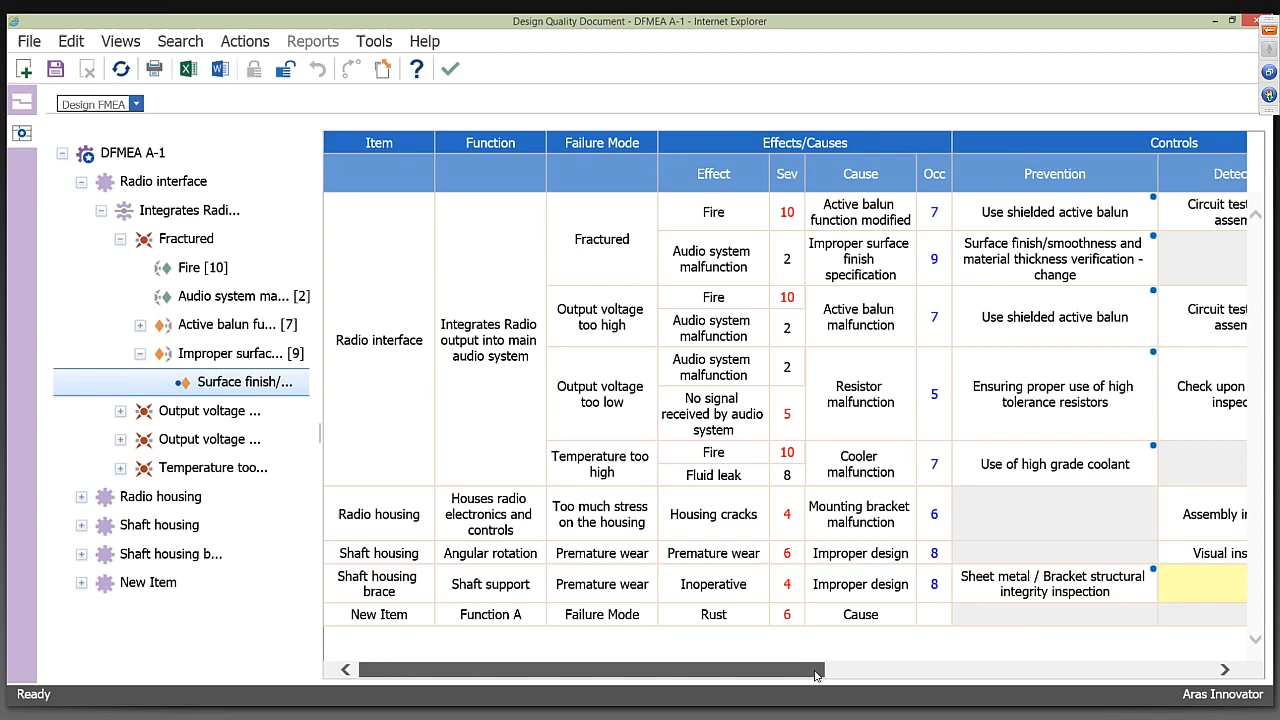 Design Quality Document - DFMEA A-1 - Internet Explorer
File Edit Views Search Actions Reports Tools Help
Design FMEA
DFMEA A-1
Radio interface
Integrates Radi...
Fractured
Fire [10]
Audio system ma... [2]
Active balun fu... [7]
Improper surfac... [9]
Surface finish/...
Output voltage ...
Output voltage ...
Temperature too...
Radio housing
Shaft housing
Shaft housing b...
New Item
Item Function Failure Mode Effects/Causes Controls
Effect Sev Cause Occ Prevention Detec
Radio interface
Integrates Radio
output into main
audio system
Fractured
Fire 10
Active balun
function modified
7
Use shielded active balun
Circuit test
assem
Audio system
malfunction
2
Improper surface
finish
specification
9
Surface finish/smoothness and
material thickness verification -
change
Output voltage
too high
Fire 10
Audio system
malfunction
2
Active balun
malfunction
7
Use shielded active balun
Circuit test
assem
Output voltage
too low
Audio system
malfunction
2
No signal
received by audio
system
5
Resistor
malfunction
5
Ensuring proper use of high
tolerance resistors
Check upon
inspec
Temperature too
high
Fire 10
Fluid leak 8
Cooler
malfunction
7
Use of high grade coolant
Radio housing
Houses radio
electronics and
controls
Too much stress
on the housing
Housing cracks 4
Mounting bracket
malfunction
6
Assembly in
Shaft housing Angular rotation Premature wear Premature wear 6 Improper design 8 Visual ins
Shaft housing
brace
Shaft support Premature wear Inoperative 4 Improper design 8
Sheet metal / Bracket structural
integrity inspection
New Item Function A Failure Mode Rust 6 Cause
Ready
Aras Innovator